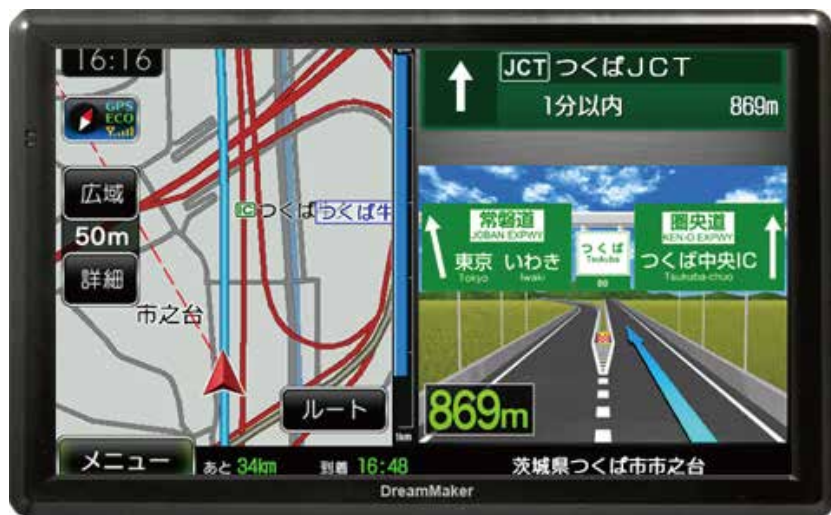 16:16
GPS
ECO
広域
50m
詳細
ICつくば
つくば牛
市之台
ルート
1km
メニュー
あと 34km 到着 16:48
JCT つくばJCT
1分以内 869m
常磐道
JOBAN EXPWY
東京 いわき
Tokyo Iwaki
つくば
Tsukuba
圏央道
KEN-O EXPWY
つくば中央IC
Tsukuba-chuo
869m
茨城県つくば市市之台
DreamMaker